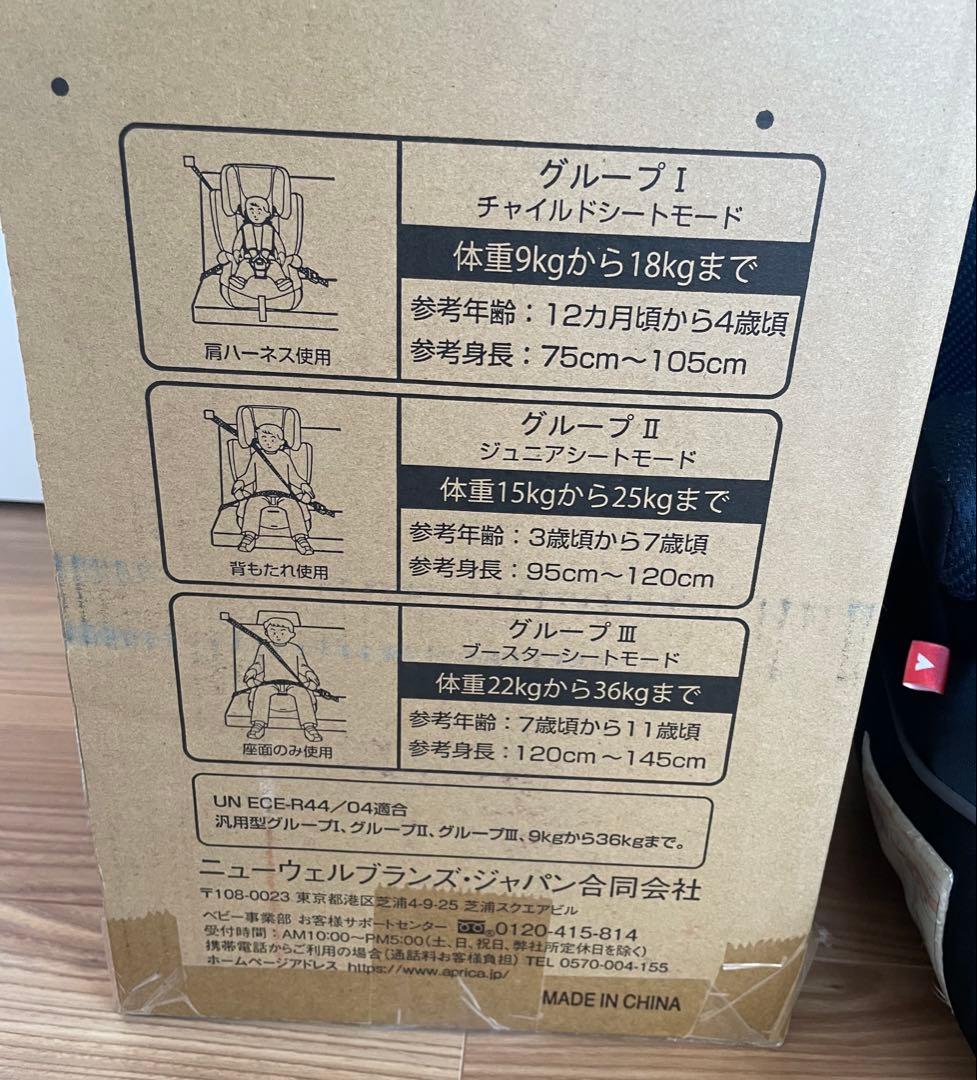 グループⅠ
チャイルドシートモード
体重9kgから18kgまで
参考年齢：12カ月頃から4歳頃
参考身長：75cm～105cm
肩ハーネス使用
グループⅡ
ジュニアシートモード
体重15kgから25kgまで
参考年齢：3歳頃から7歳頃
参考身長：95cm～120cm
背もたれ使用
グループⅢ
ブースターシートモード
体重22kgから36kgまで
参考年齢：7歳頃から11歳頃
参考身長：120cm～145cm
座面のみ使用
UN ECE-R44／04適合
汎用型グループⅠ、グループⅡ、グループⅢ、9kgから36kgまで。
ニューウェルブランズ・ジャパン合同会社
〒108-0023 東京都港区芝浦4-9-25 芝浦スクエアビル
ベビー事業部 お客様サポートセンター 0120-415-814
受付時間：AM10:00～PM5:00（土、日、祝日、弊社所定休日を除く）
携帯電話からご利用の場合（通話料お客様負担）TEL 0570-004-155
ホームページアドレス https://www.aprica.jp/
MADE IN CHINA